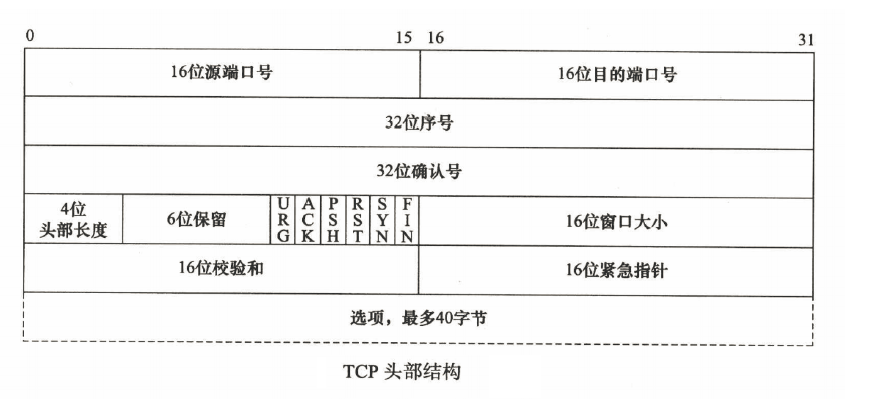 0 15 16 31
16位源端口号 16位目的端口号
32位序号
32位确认号
4位
头部长度 6位保留 URG ACK PSH RST SYN FIN 16位窗口大小
16位校验和 16位紧急指针
选项，最多40字节
TCP 头部结构